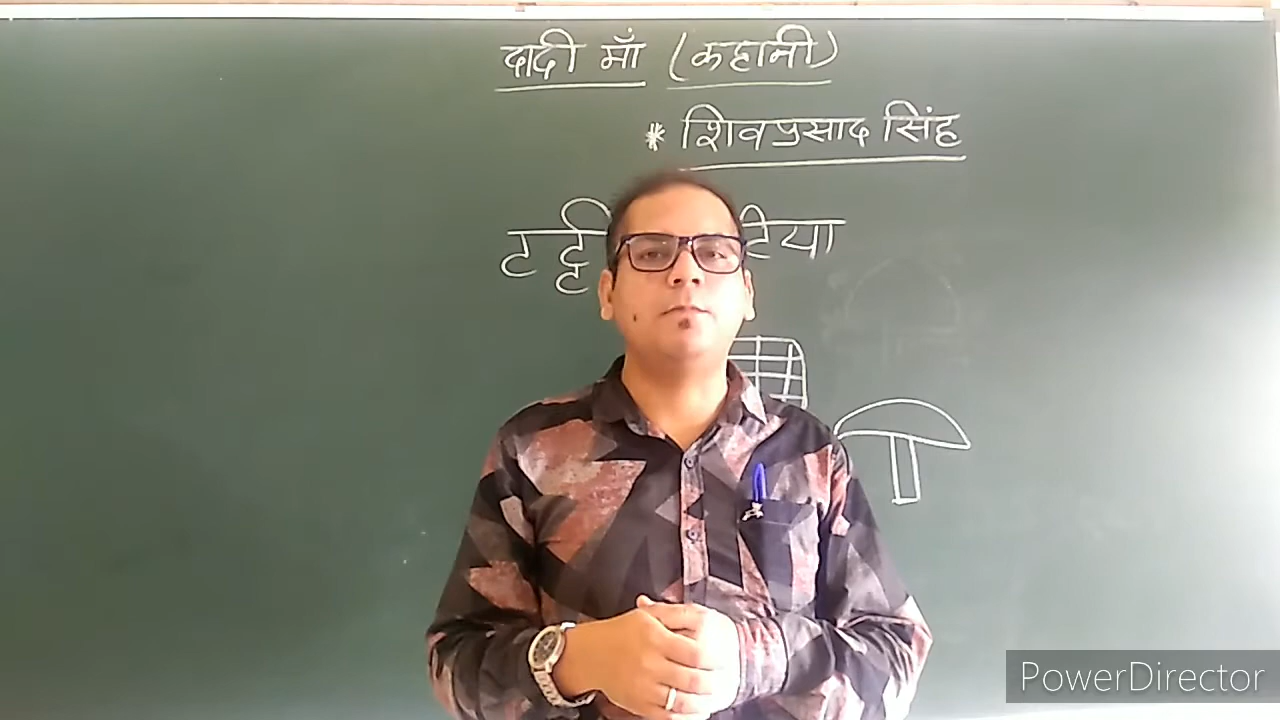 दादी माँ (कहानी)
* शिवप्रसाद सिंह
PowerDirector